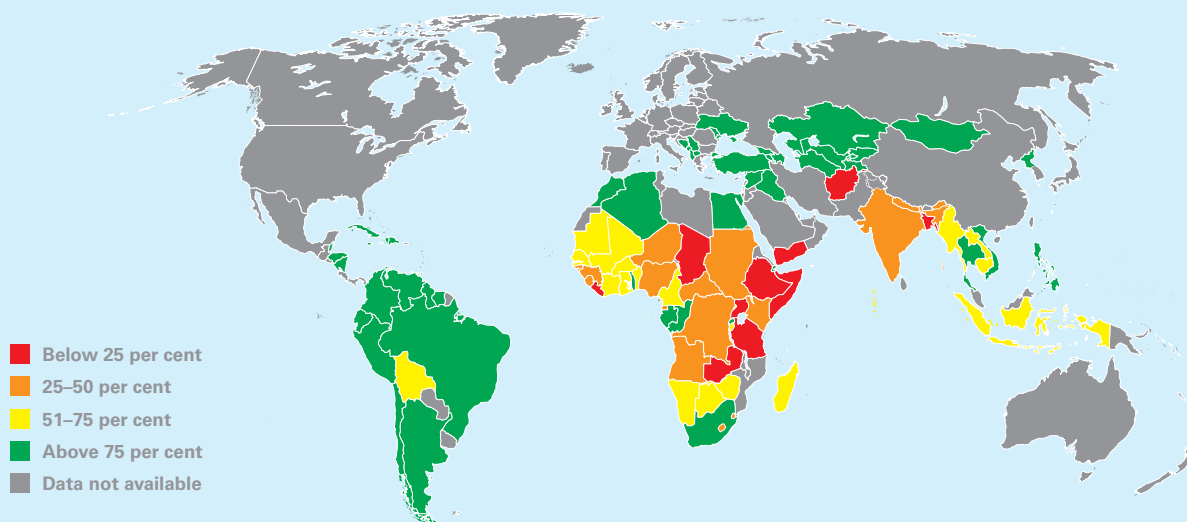 Below 25 per cent
25–50 per cent
51–75 per cent
Above 75 per cent
Data not available